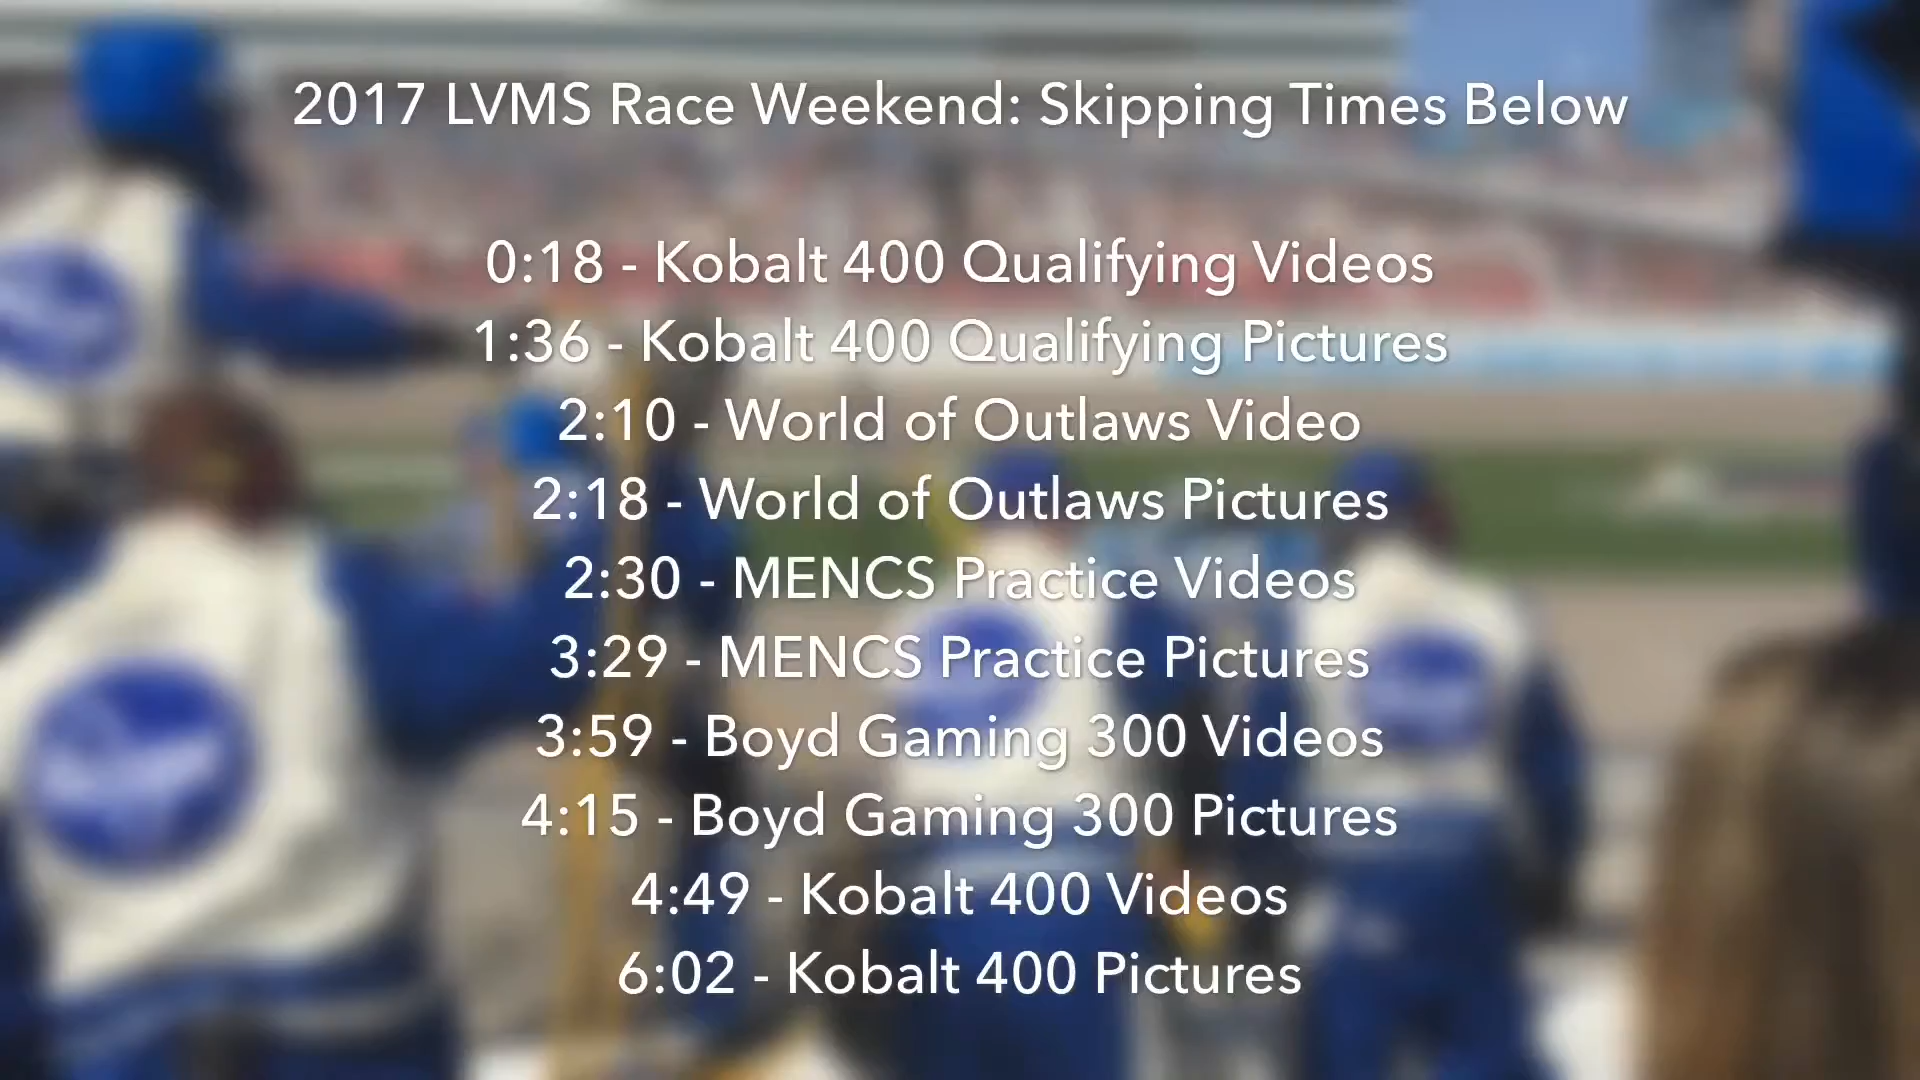 2017 LVMS Race Weekend: Skipping Times Below
0:18 - Kobalt 400 Qualifying Videos
1:36 - Kobalt 400 Qualifying Pictures
2:10 - World of Outlaws Video
2:18 - World of Outlaws Pictures
2:30 - MENCS Practice Videos
3:29 - MENCS Practice Pictures
3:59 - Boyd Gaming 300 Videos
4:15 - Boyd Gaming 300 Pictures
4:49 - Kobalt 400 Videos
6:02 - Kobalt 400 Pictures